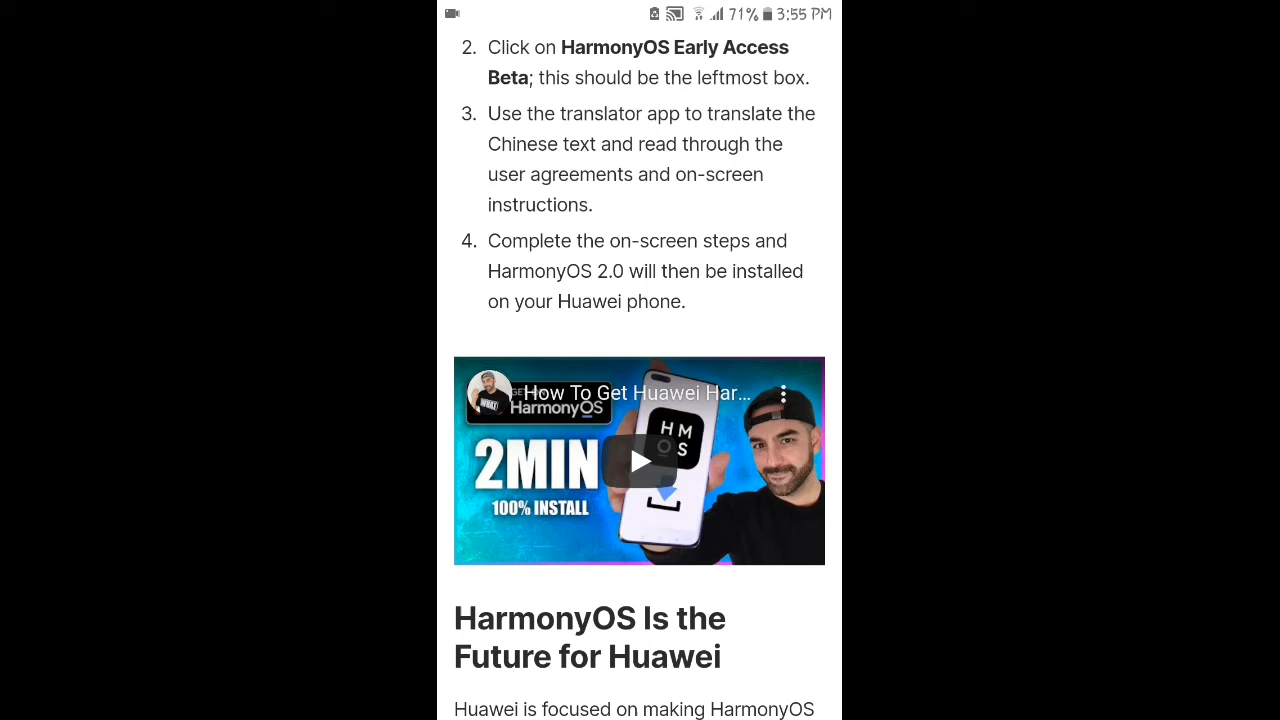 71% 3:55 PM
2. Click on HarmonyOS Early Access
Beta; this should be the leftmost box.
3. Use the translator app to translate the
Chinese text and read through the
user agreements and on-screen
instructions.
4. Complete the on-screen steps and
HarmonyOS 2.0 will then be installed
on your Huawei phone.
How To Get Huawei Har...
HarmonyOS
H M
O S
2MIN
100% INSTALL
HarmonyOS Is the
Future for Huawei
Huawei is focused on making HarmonyOS